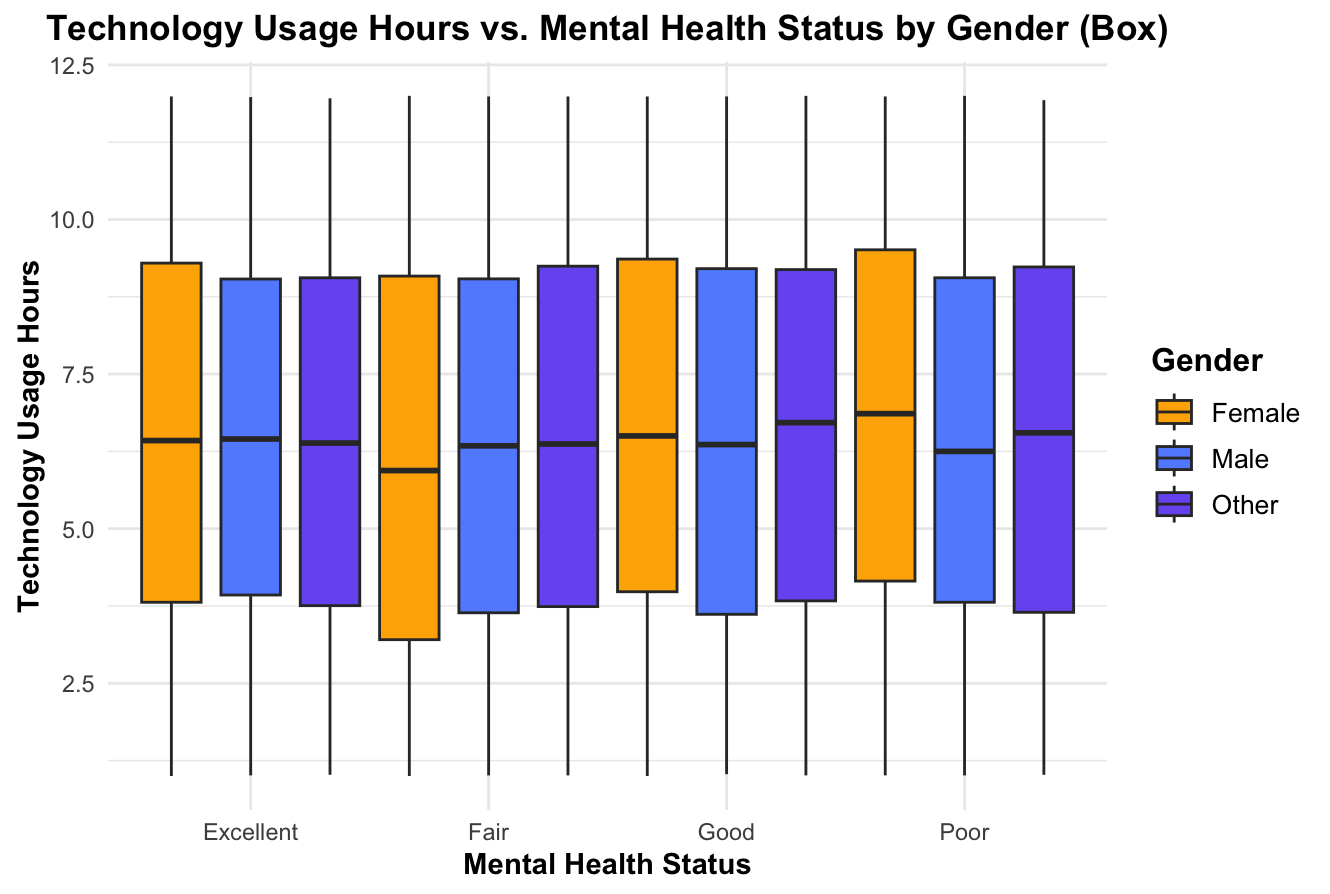 Technology Usage Hours vs. Mental Health Status by Gender (Box)
Technology Usage Hours
12.5
10.0
7.5
5.0
2.5
Excellent
Fair
Good
Poor
Mental Health Status
Gender
Female
Male
Other